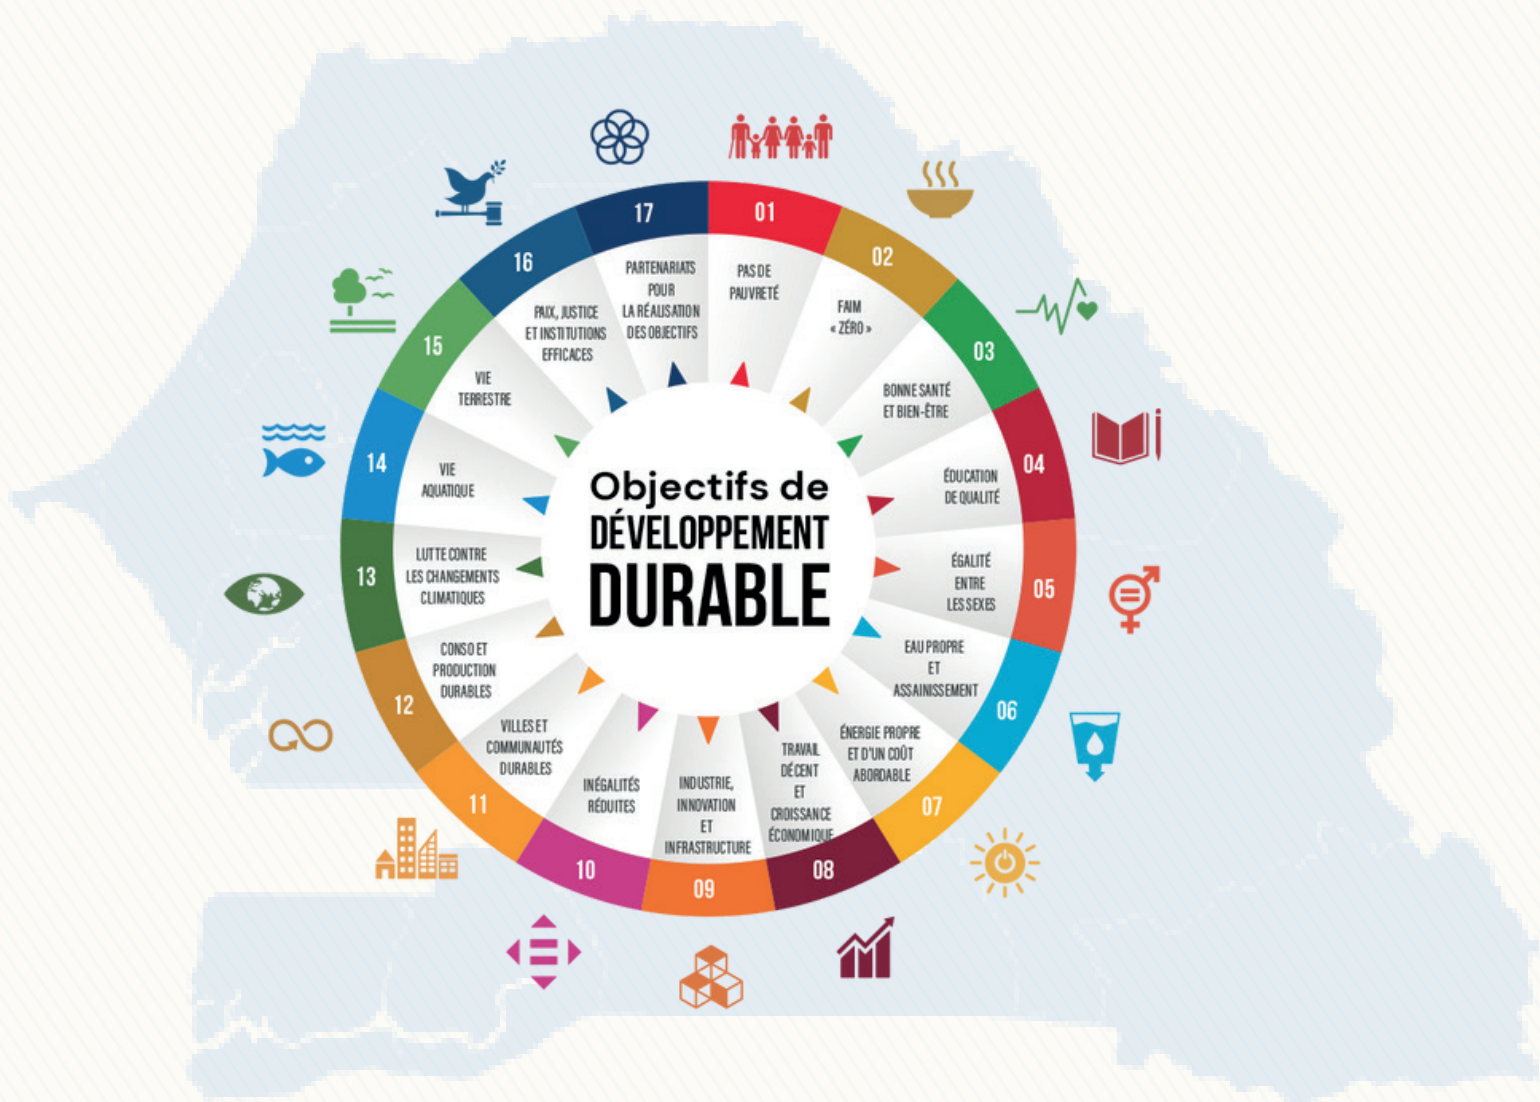 Objectifs de
DÉVELOPPEMENT
DURABLE
01
PAS DE
PAUVRETÉ
02
FAIM
« ZÉRO »
03
BONNE SANTÉ
ET BIEN-ÊTRE
04
ÉDUCATION
DE QUALITÉ
05
ÉGALITÉ
ENTRE
LES SEXES
06
EAU PROPRE
ET
ASSAINISSEMENT
07
ÉNERGIE PROPRE
ET D'UN COÛT
ABORDABLE
08
TRAVAIL
DÉCENT
ET
CROISSANCE
ÉCONOMIQUE
09
INDUSTRIE,
INNOVATION
ET
INFRASTRUCTURE
10
INÉGALITÉS
RÉDUITES
11
VILLES ET
COMMUNAUTÉS
DURABLES
12
CONSO ET
PRODUCTION
DURABLES
13
LUTTE CONTRE
LES CHANGEMENTS
CLIMATIQUES
14
VIE
AQUATIQUE
15
VIE
TERRESTRE
16
PAIX, JUSTICE
ET INSTITUTIONS
EFFICACES
17
PARTENARIATS
POUR
LA RÉALISATION
DES OBJECTIFS